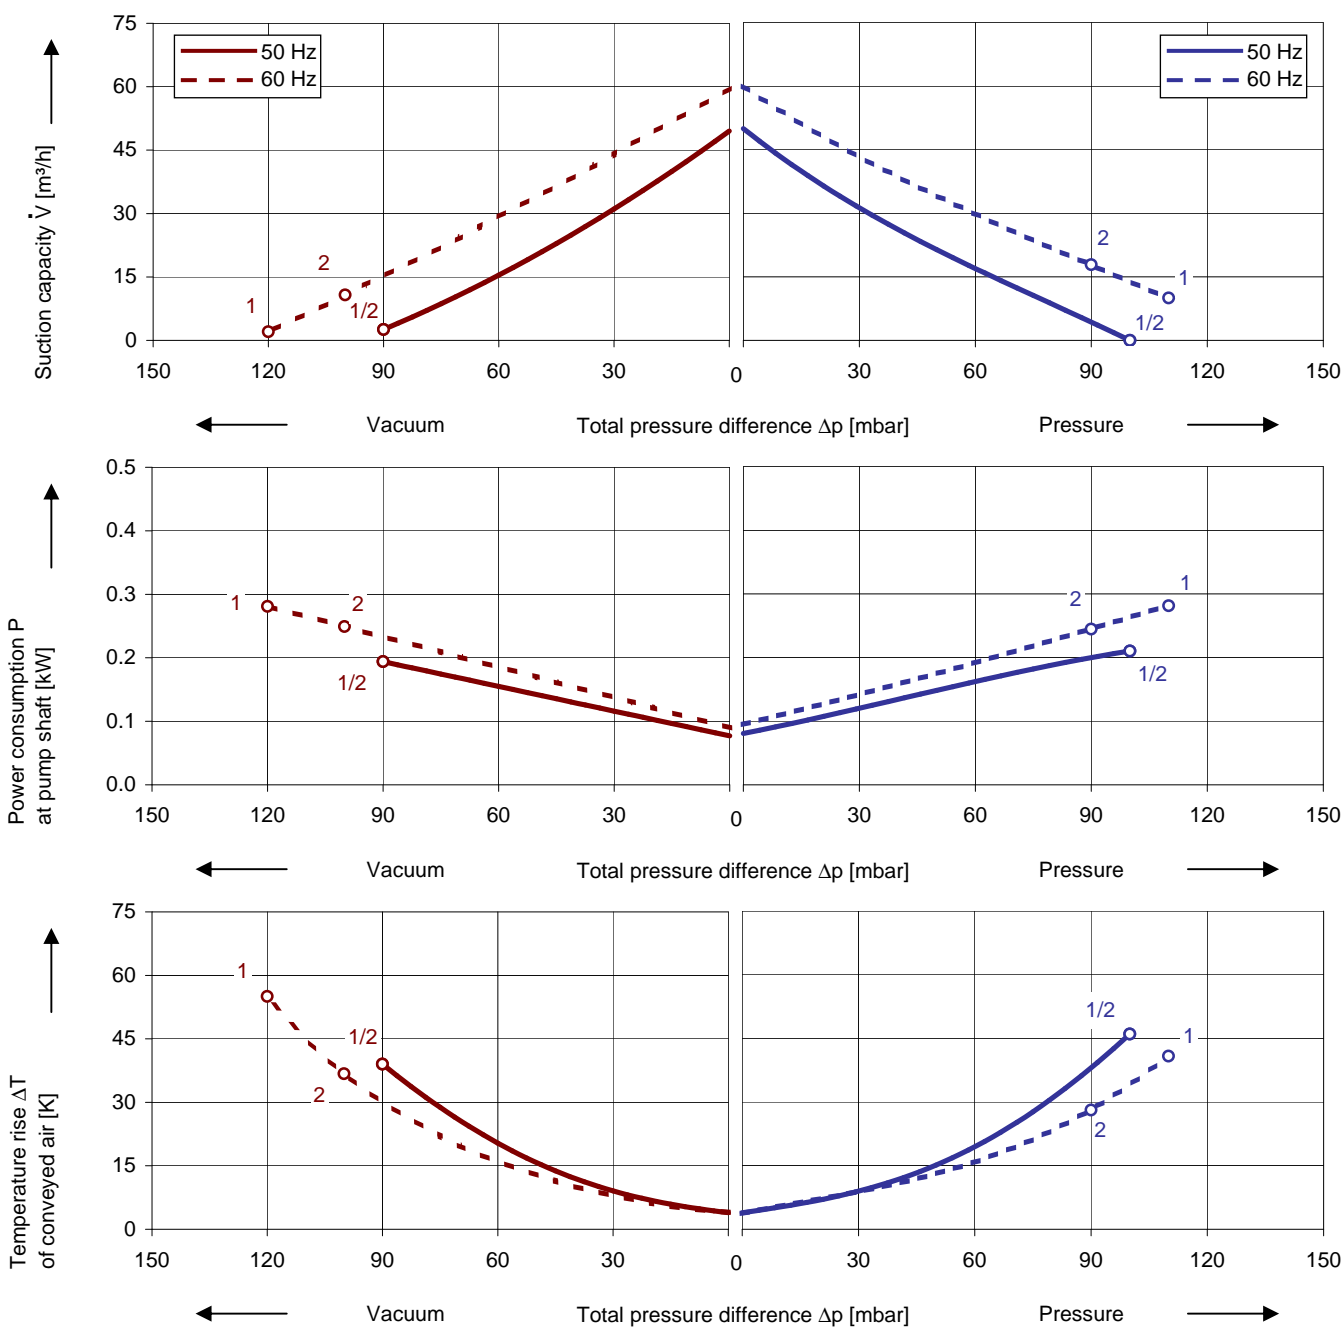 75
60
45
30
15
0
Suction capacity V̇ [m³/h]
50 Hz
60 Hz
50 Hz
60 Hz
1
2
1/2
2
1
1/2
150 120 90 60 30 0 30 60 90 120 150
Vacuum Total pressure difference Δp [mbar] Pressure
0.5
0.4
0.3
0.2
0.1
0.0
Power consumption P
at pump shaft [kW]
1
2
1/2
2
1
1/2
150 120 90 60 30 0 30 60 90 120 150
Vacuum Total pressure difference Δp [mbar] Pressure
75
60
45
30
15
0
Temperature rise ΔT
of conveyed air [K]
1
1/2
2
1/2
1
2
150 120 90 60 30 0 30 60 90 120 150
Vacuum Total pressure difference Δp [mbar] Pressure